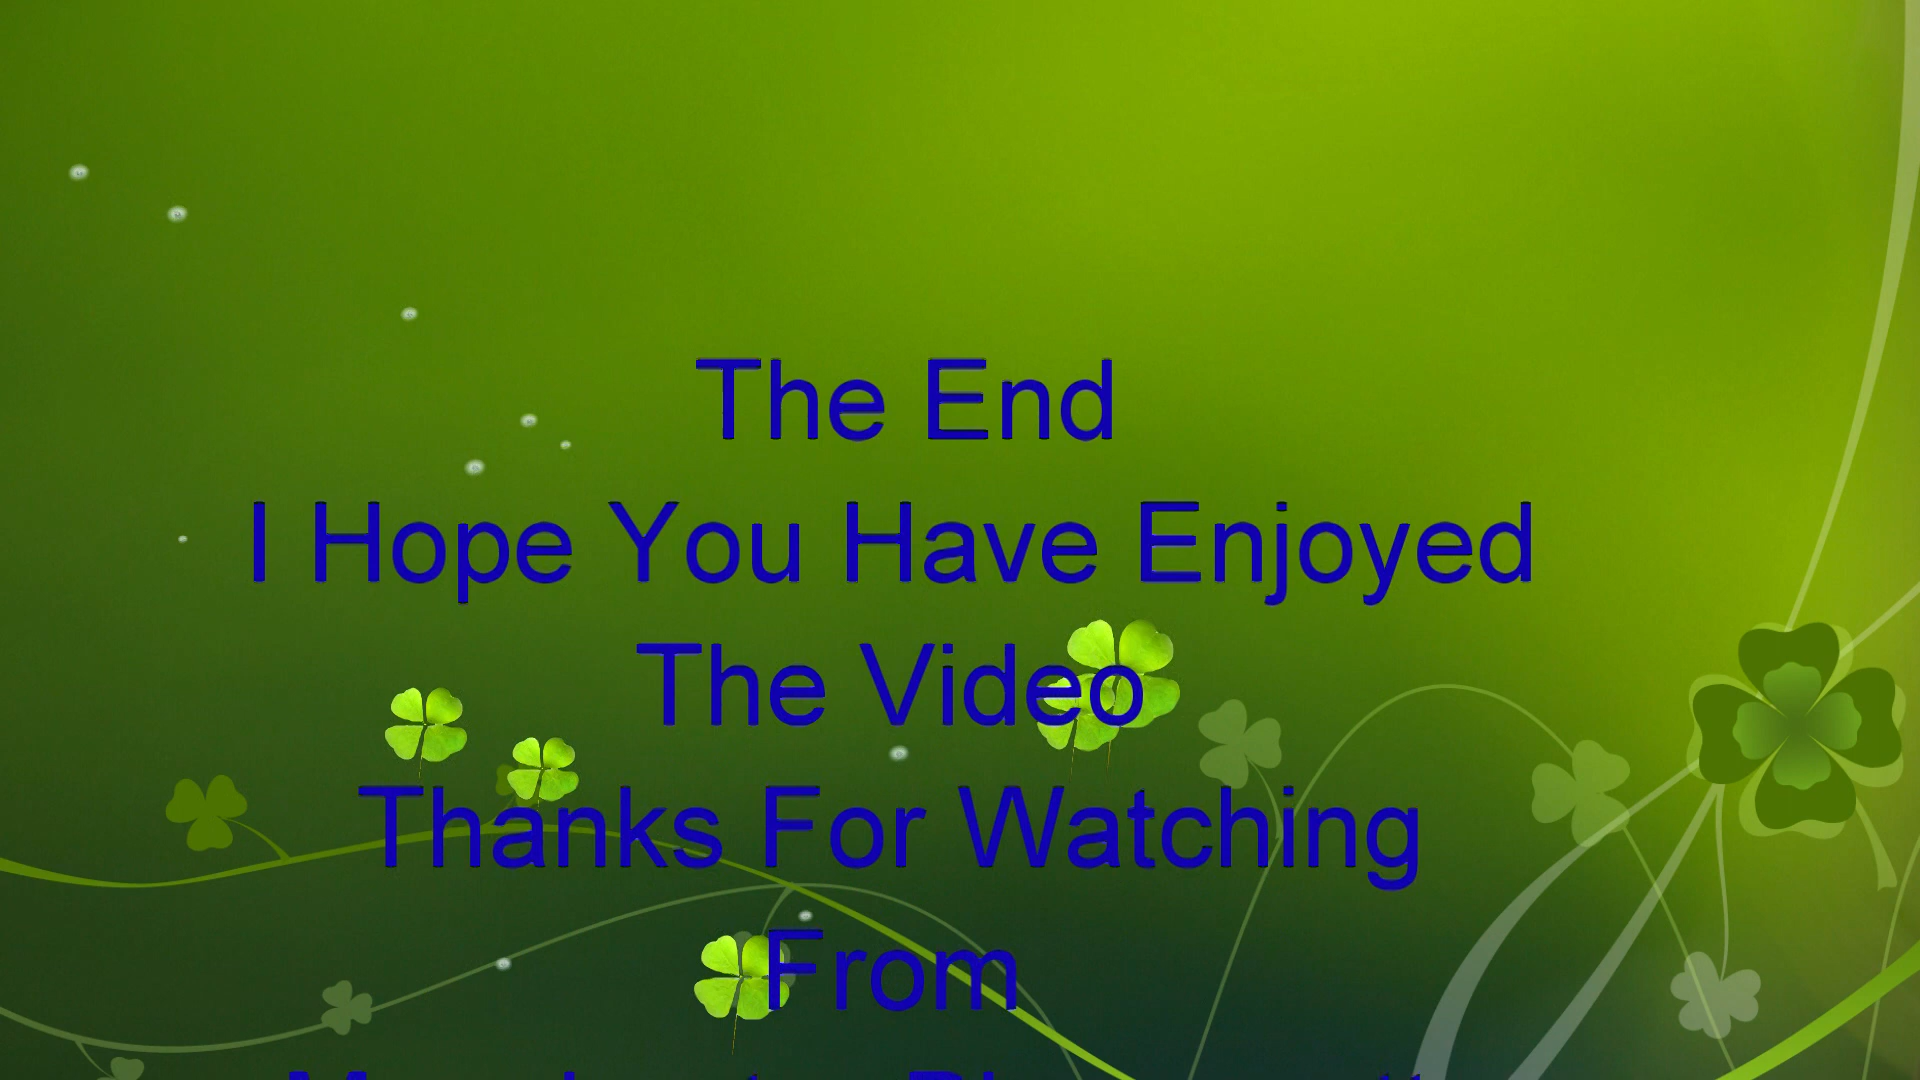 The End
I Hope You Have Enjoyed
The Video
Thanks For Watching
From